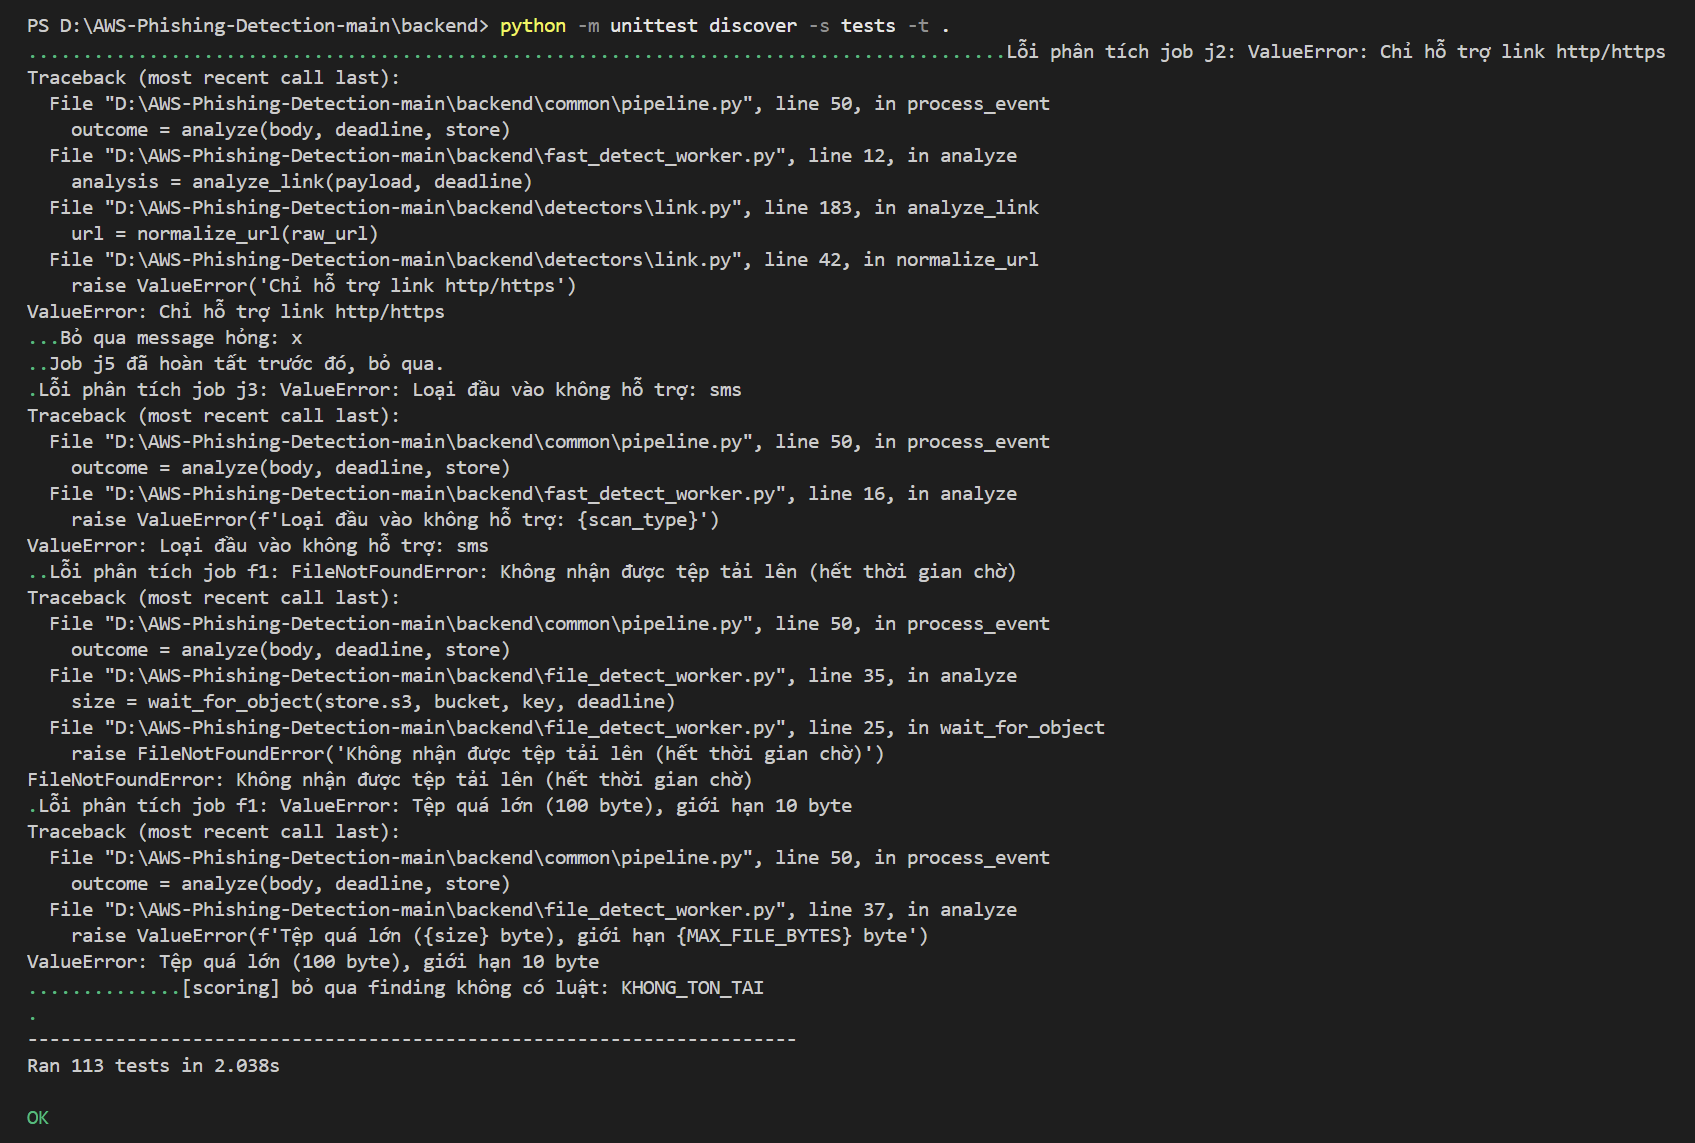 PS D:\AWS-Phishing-Detection-main\backend> python -m unittest discover -s tests -t .
.........................................................................................Lỗi phân tích job j2: ValueError: Chỉ hỗ trợ link http/https
Traceback (most recent call last):
  File "D:\AWS-Phishing-Detection-main\backend\common\pipeline.py", line 50, in process_event
    outcome = analyze(body, deadline, store)
  File "D:\AWS-Phishing-Detection-main\backend\fast_detect_worker.py", line 12, in analyze
    analysis = analyze_link(payload, deadline)
  File "D:\AWS-Phishing-Detection-main\backend\detectors\link.py", line 183, in analyze_link
    url = normalize_url(raw_url)
  File "D:\AWS-Phishing-Detection-main\backend\detectors\link.py", line 42, in normalize_url
    raise ValueError('Chỉ hỗ trợ link http/https')
ValueError: Chỉ hỗ trợ link http/https
...Bỏ qua message hỏng: x
..Job j5 đã hoàn tất trước đó, bỏ qua.
.Lỗi phân tích job j3: ValueError: Loại đầu vào không hỗ trợ: sms
Traceback (most recent call last):
  File "D:\AWS-Phishing-Detection-main\backend\common\pipeline.py", line 50, in process_event
    outcome = analyze(body, deadline, store)
  File "D:\AWS-Phishing-Detection-main\backend\fast_detect_worker.py", line 16, in analyze
    raise ValueError(f'Loại đầu vào không hỗ trợ: {scan_type}')
ValueError: Loại đầu vào không hỗ trợ: sms
..Lỗi phân tích job f1: FileNotFoundError: Không nhận được tệp tải lên (hết thời gian chờ)
Traceback (most recent call last):
  File "D:\AWS-Phishing-Detection-main\backend\common\pipeline.py", line 50, in process_event
    outcome = analyze(body, deadline, store)
  File "D:\AWS-Phishing-Detection-main\backend\file_detect_worker.py", line 35, in analyze
    size = wait_for_object(store.s3, bucket, key, deadline)
  File "D:\AWS-Phishing-Detection-main\backend\file_detect_worker.py", line 25, in wait_for_object
    raise FileNotFoundError('Không nhận được tệp tải lên (hết thời gian chờ)')
FileNotFoundError: Không nhận được tệp tải lên (hết thời gian chờ)
.Lỗi phân tích job f1: ValueError: Tệp quá lớn (100 byte), giới hạn 10 byte
Traceback (most recent call last):
  File "D:\AWS-Phishing-Detection-main\backend\common\pipeline.py", line 50, in process_event
    outcome = analyze(body, deadline, store)
  File "D:\AWS-Phishing-Detection-main\backend\file_detect_worker.py", line 37, in analyze
    raise ValueError(f'Tệp quá lớn ({size} byte), giới hạn {MAX_FILE_BYTES} byte')
ValueError: Tệp quá lớn (100 byte), giới hạn 10 byte
..............[scoring] bỏ qua finding không có luật: KHONG_TON_TAI
.
----------------------------------------------------------------------
Ran 113 tests in 2.038s
OK